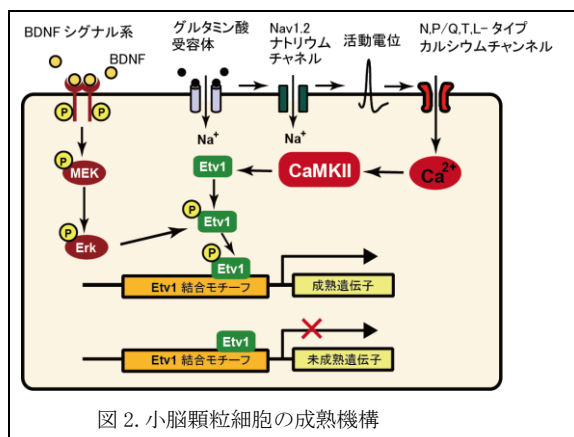 BDNF シグナル系
BDNF
グルタミン酸
受容体
Nav1.2
ナトリウム
チャネル
活動電位
N,P/Q,T,L- タイプ
カルシウムチャンネル
P
P
Na⁺
Na⁺
P
MEK
Etv1
CaMKII
Ca²⁺
P
Etv1
P
Erk
P
Etv1
Etv1 結合モチーフ
成熟遺伝子
Etv1
Etv1 結合モチーフ
未成熟遺伝子
図 2. 小脳顆粒細胞の成熟機構